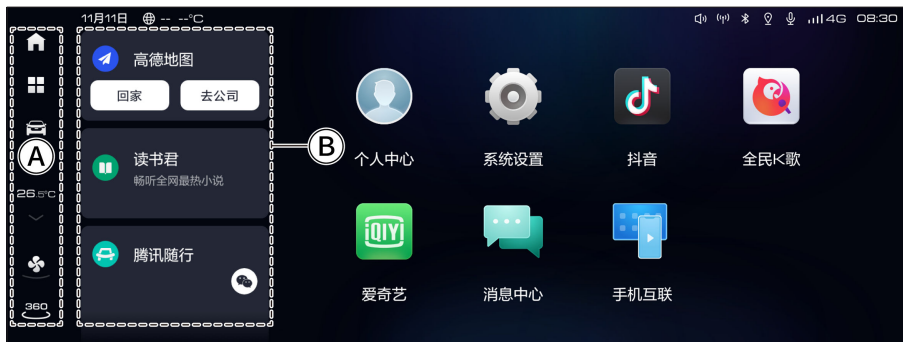 11月11日 -- --°C 4G 08:30
高德地图
回家 去公司
A
26.5°C
360
读书君
畅听全网最热小说
腾讯随行
B
个人中心 系统设置 抖音 全民K歌
iQIYI
爱奇艺 消息中心 手机互联